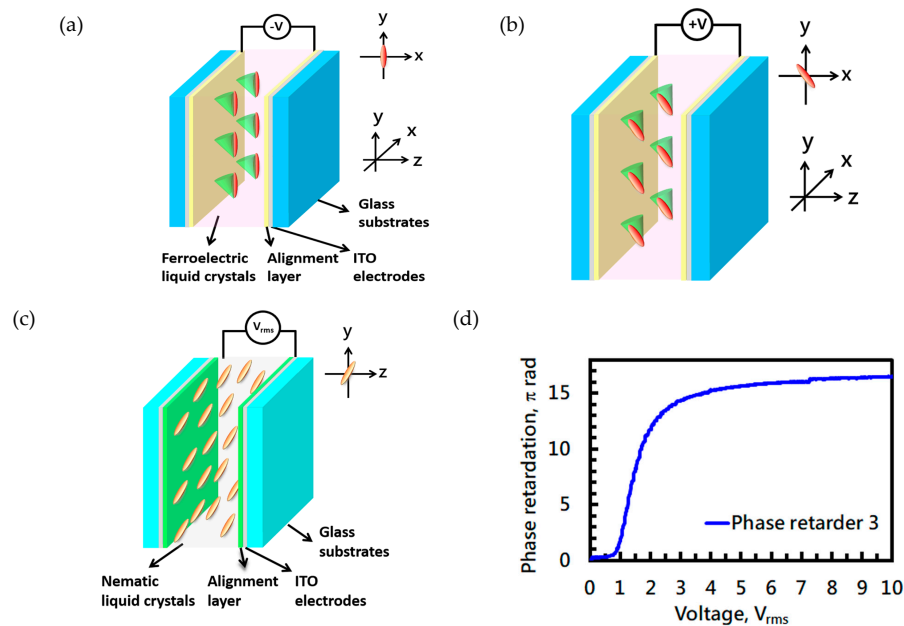 (a)
-V
y
x
y
x
z
Glass
substrates
Ferroelectric
liquid crystals
Alignment
layer
ITO
electrodes
(b)
+V
y
x
y
x
z
(c)
Vrms
y
z
Glass
substrates
Nematic
liquid crystals
Alignment
layer
ITO
electrodes
(d)
Phase retardation, π rad
15
10
5
0
Phase retarder 3
0 1 2 3 4 5 6 7 8 9 10
Voltage, Vrms